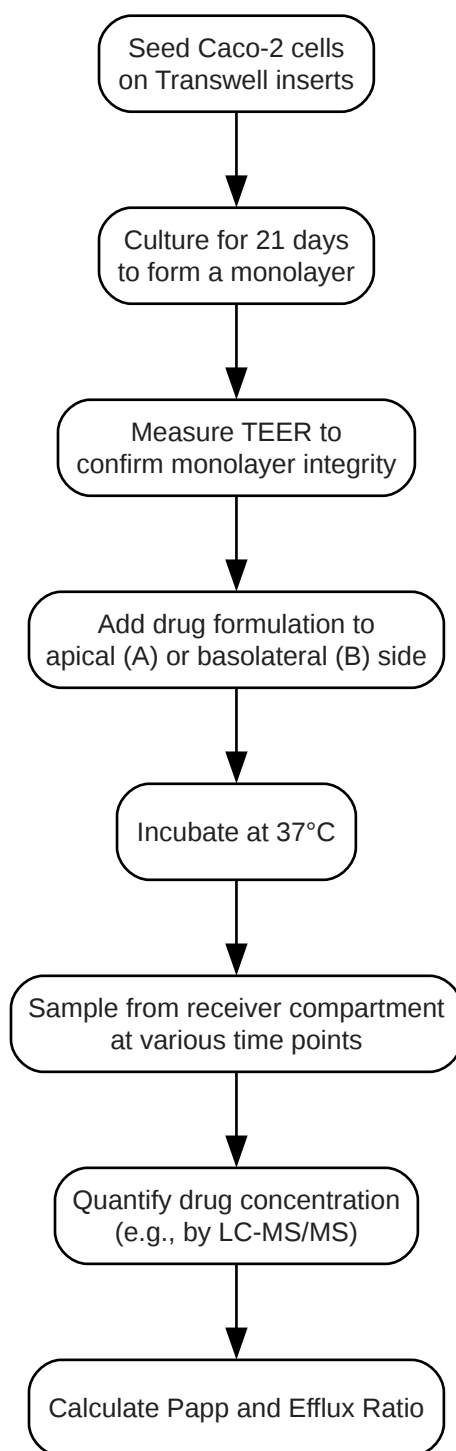 Seed Caco-2 cells
on Transwell inserts
Culture for 21 days
to form a monolayer
Measure TEER to
confirm monolayer integrity
Add drug formulation to
apical (A) or basolateral (B) side
Incubate at 37°C
Sample from receiver compartment
at various time points
Quantify drug concentration
(e.g., by LC-MS/MS)
Calculate Papp and Efflux Ratio